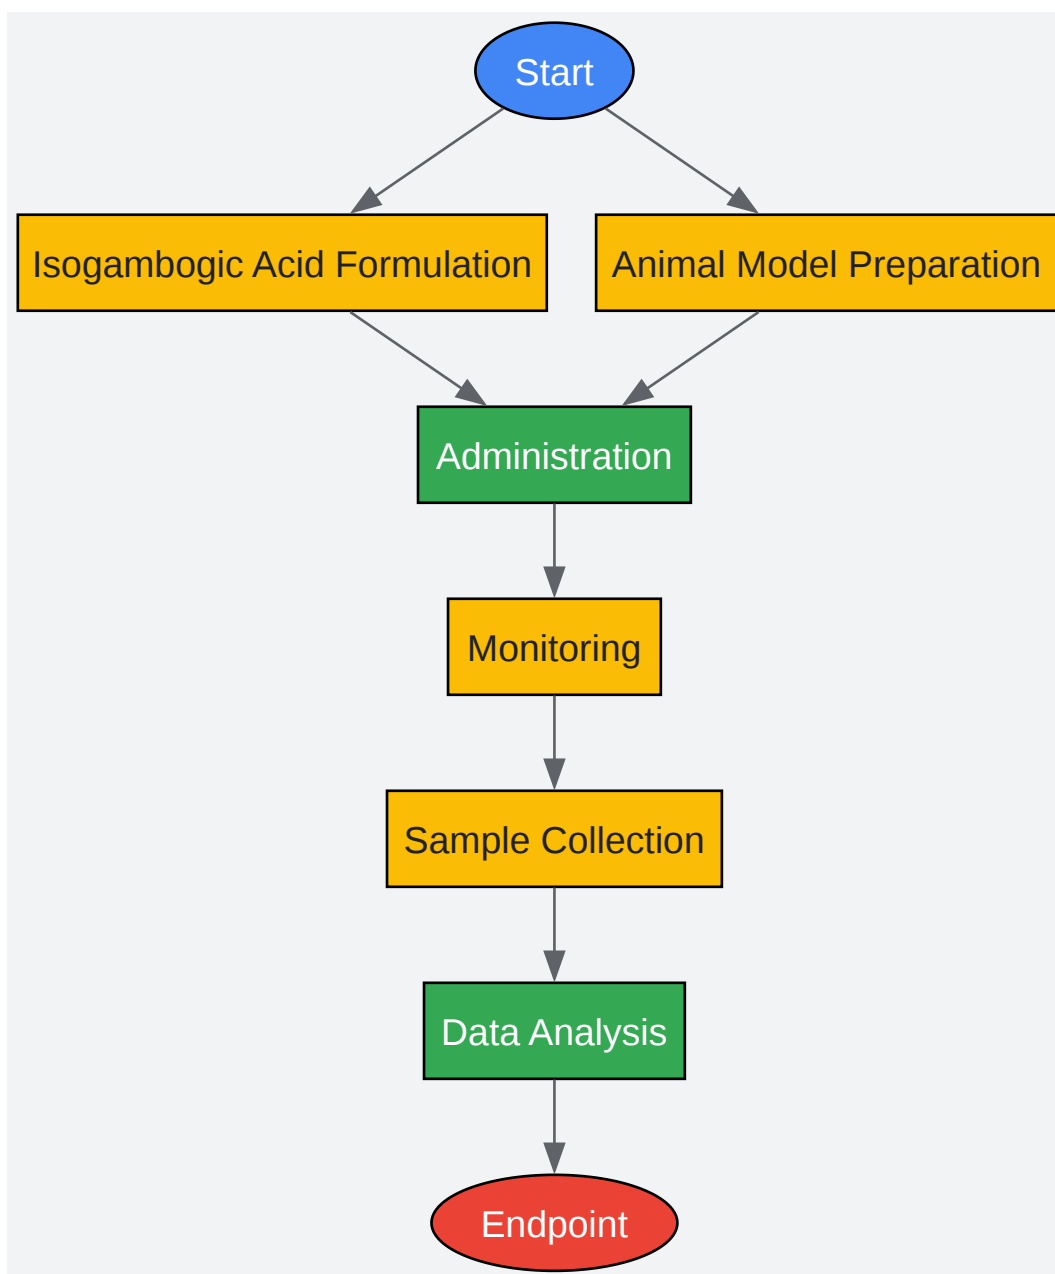 Start
Isogambogic Acid Formulation
Animal Model Preparation
Administration
Monitoring
Sample Collection
Data Analysis
Endpoint